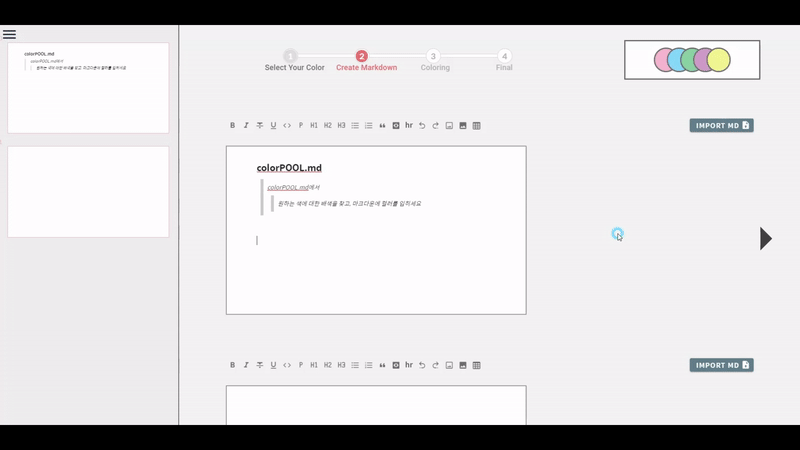 colorPOOL.md
colorPOOL.md에서
원하는 색에 대한 배색을 찾고, 마크다운에 컬러를 입히세요
1 2 3 4
Select Your Color Create Markdown Coloring Final
B I T U <> P H1 H2 H3 hr
IMPORT MD
colorPOOL.md
colorPOOL.md에서
원하는 색에 대한 배색을 찾고, 마크다운에 컬러를 입히세요
B I T U <> P H1 H2 H3 hr
IMPORT MD